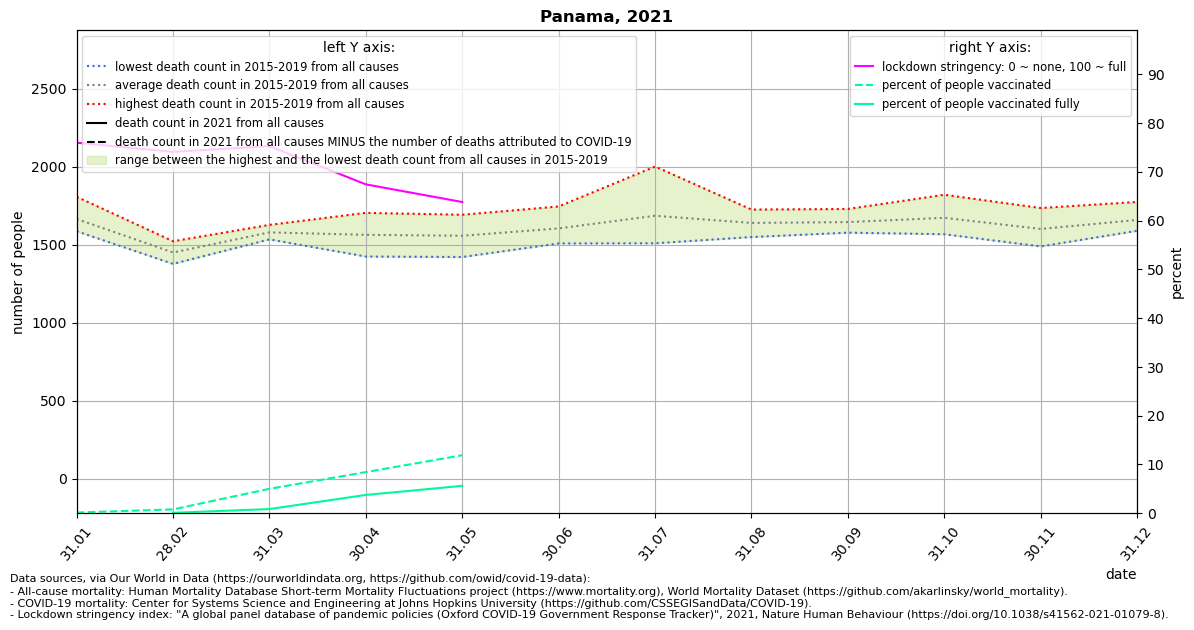 Panama, 2021
left Y axis:
lowest death count in 2015-2019 from all causes
average death count in 2015-2019 from all causes
highest death count in 2015-2019 from all causes
death count in 2021 from all causes
death count in 2021 from all causes MINUS the number of deaths attributed to COVID-19
range between the highest and the lowest death count from all causes in 2015-2019
right Y axis:
lockdown stringency: 0 ~ none, 100 ~ full
percent of people vaccinated
percent of people vaccinated fully
number of people
2500
2000
1500
1000
500
0
percent
90
80
70
60
50
40
30
20
10
0
31.01
28.02
31.03
30.04
31.05
30.06
31.07
31.08
30.09
31.10
30.11
31.12
date
Data sources, via Our World in Data (https://ourworldindata.org, https://github.com/owid/covid-19-data):
- All-cause mortality: Human Mortality Database Short-term Mortality Fluctuations project (https://www.mortality.org), World Mortality Dataset (https://github.com/akarlinsky/world_mortality).
- COVID-19 mortality: Center for Systems Science and Engineering at Johns Hopkins University (https://github.com/CSSEGISandData/COVID-19).
- Lockdown stringency index: "A global panel database of pandemic policies (Oxford COVID-19 Government Response Tracker)", 2021, Nature Human Behaviour (https://doi.org/10.1038/s41562-021-01079-8).